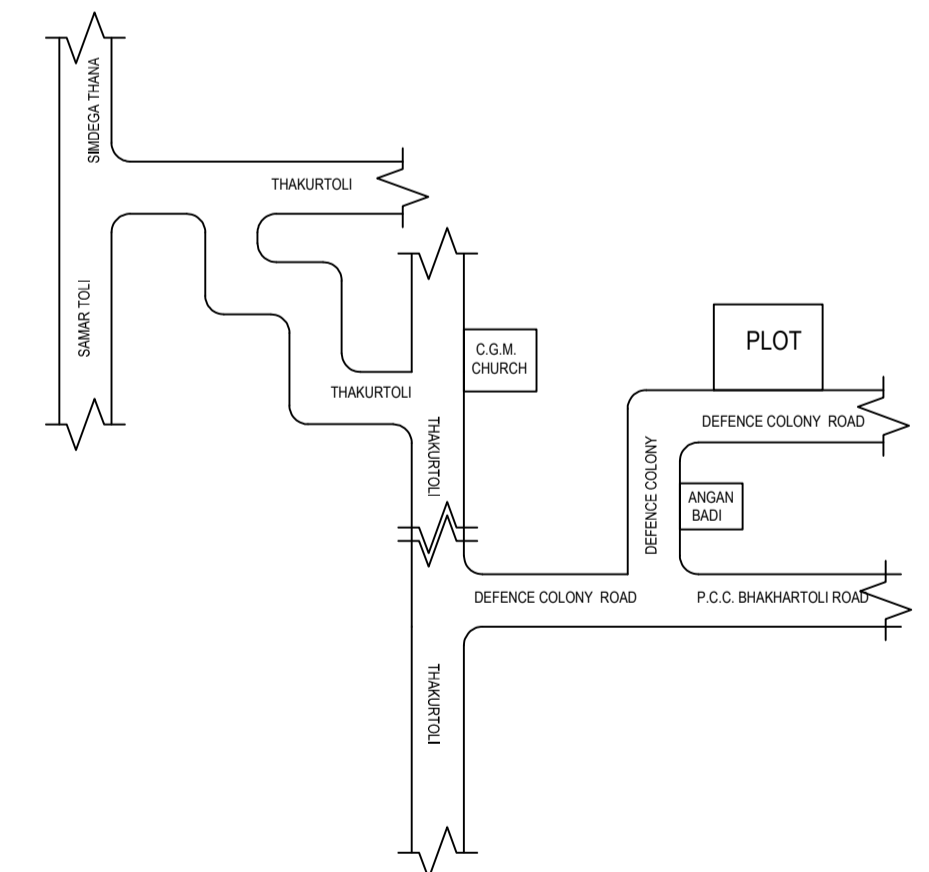 SIMDEGA THANA
THAKURTOLI
SAMAR TOLI
C.G.M.
CHURCH
PLOT
THAKURTOLI
THAKURTOLI
DEFENCE COLONY ROAD
DEFENCE COLONY
ANGAN
BADI
DEFENCE COLONY ROAD
P.C.C. BHAKHARTOLI ROAD
THAKURTOLI